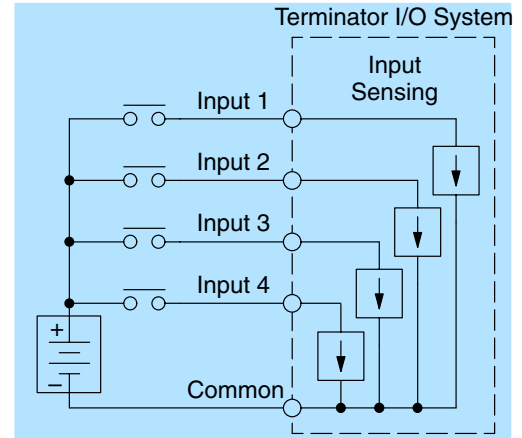 Terminator I/O System
Input
Sensing
Input 1
Input 2
Input 3
Input 4
+
–
Common